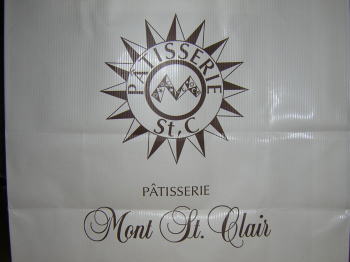 PÂTISSERIE
M
St, C
PÂTISSERIE
Mont St. Clair